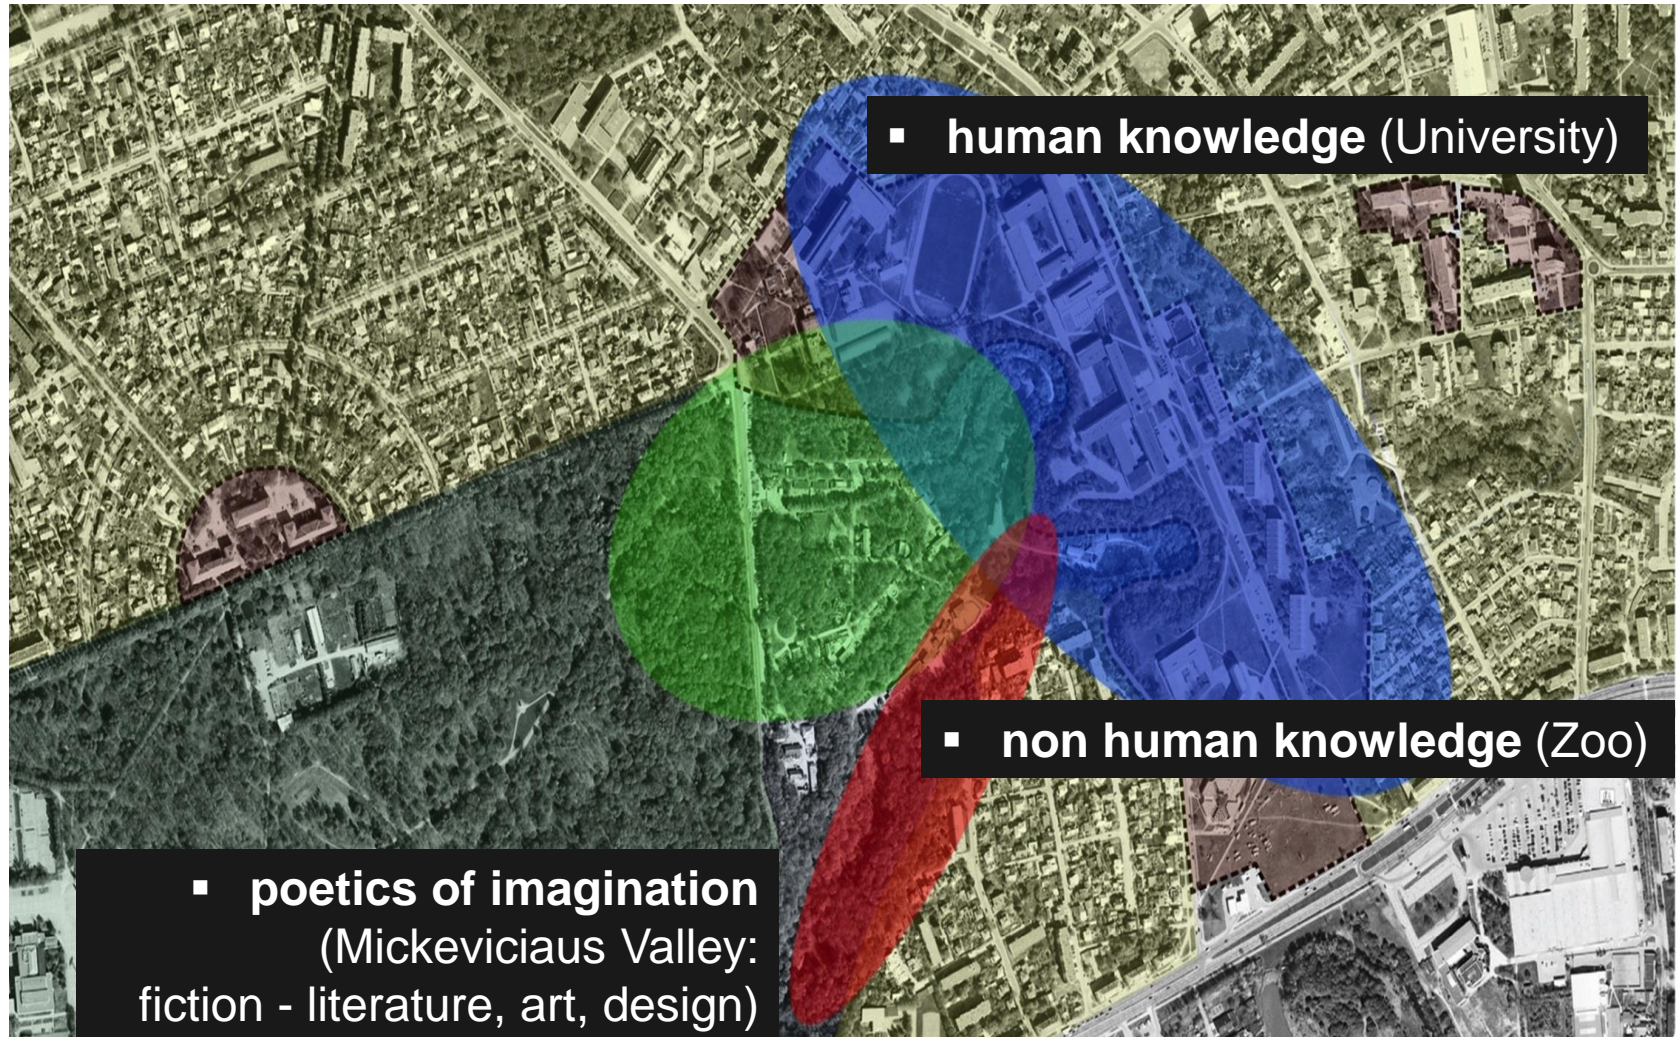 ▪ human knowledge (University)
▪ non human knowledge (Zoo)
▪ poetics of imagination
(Mickeviciaus Valley:
fiction - literature, art, design)